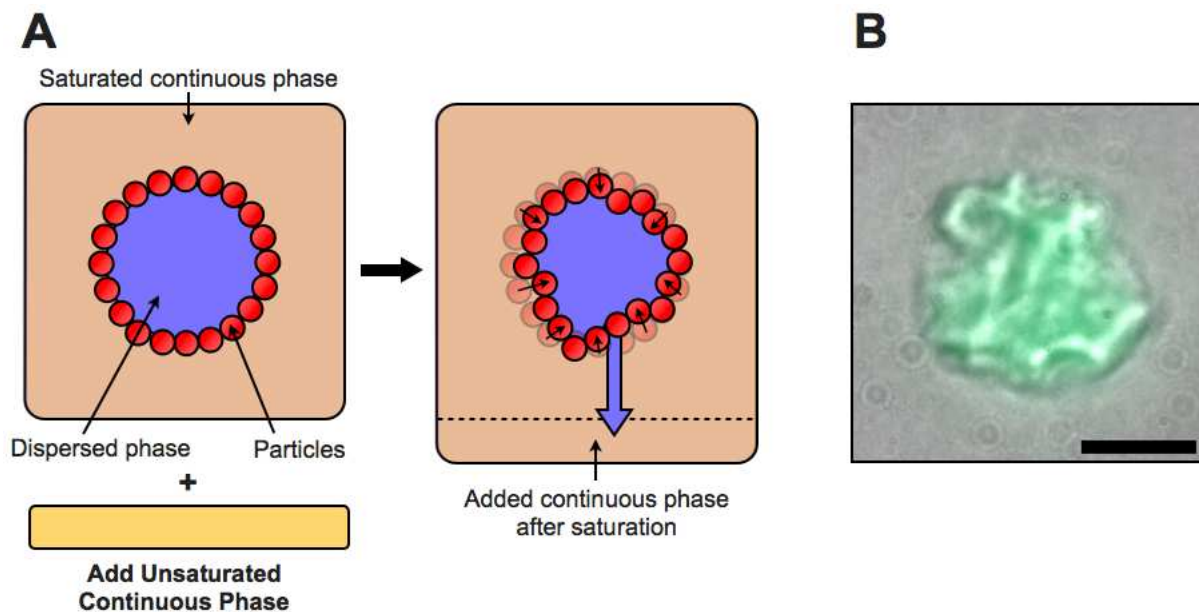 A
B
Saturated continuous phase
Dispersed phase
Particles
+
Add Unsaturated
Continuous Phase
Added continuous phase
after saturation